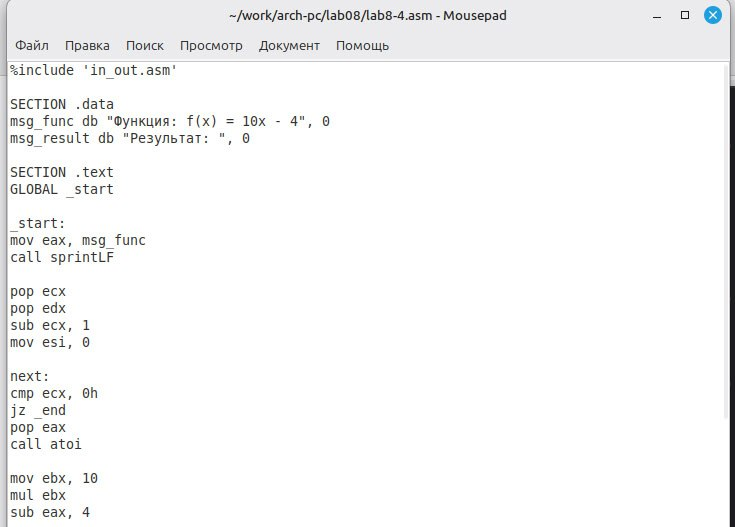 ~/work/arch-pc/lab08/lab8-4.asm - Mousepad
Файл Правка Поиск Просмотр Документ Помощь
%include 'in_out.asm'
SECTION .data
msg_func db "Функция: f(x) = 10x - 4", 0
msg_result db "Результат: ", 0
SECTION .text
GLOBAL _start
_start:
mov eax, msg_func
call sprintLF
pop ecx
pop edx
sub ecx, 1
mov esi, 0
next:
cmp ecx, 0h
jz _end
pop eax
call atoi
mov ebx, 10
mul ebx
sub eax, 4